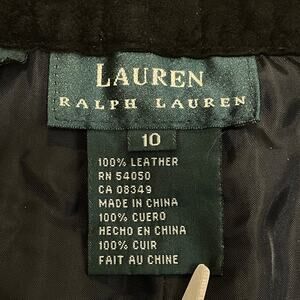 LAUREN
RALPH LAUREN
10
100% LEATHER
RN 54050
CA 08349
MADE IN CHINA
100% CUERO
HECHO EN CHINA
100% CUIR
FAIT AU CHINE